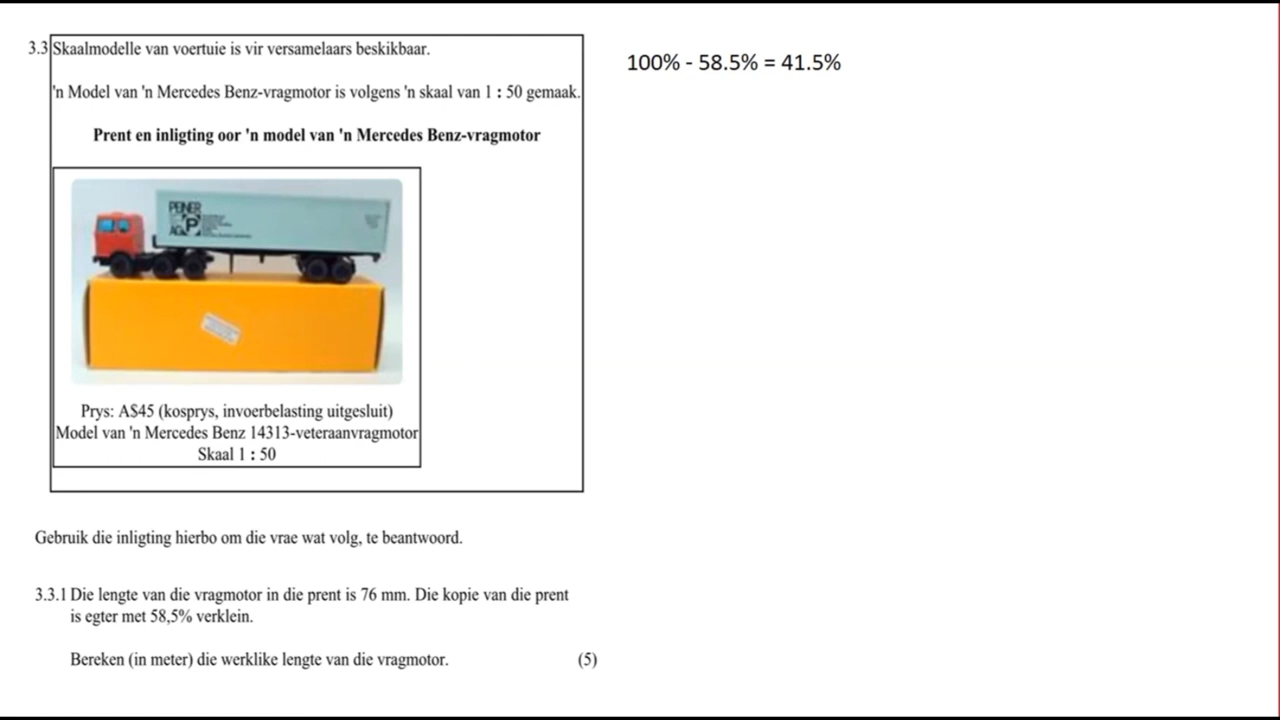 3.3 Skaalmodelle van voertuie is vir versamelaars beskikbaar.
100% - 58.5% = 41.5%
'n Model van 'n Mercedes Benz-vragmotor is volgens 'n skaal van 1 : 50 gemaak.
Prent en inligting oor 'n model van 'n Mercedes Benz-vragmotor
PEINER
P
AG
Prys: A$45 (kosprys, invoerbelasting uitgesluit)
Model van 'n Mercedes Benz 14313-veteraanvragmotor
Skaal 1 : 50
Gebruik die inligting hierbo om die vrae wat volg, te beantwoord.
3.3.1 Die lengte van die vragmotor in die prent is 76 mm. Die kopie van die prent
is egter met 58,5% verklein.
Bereken (in meter) die werklike lengte van die vragmotor. (5)